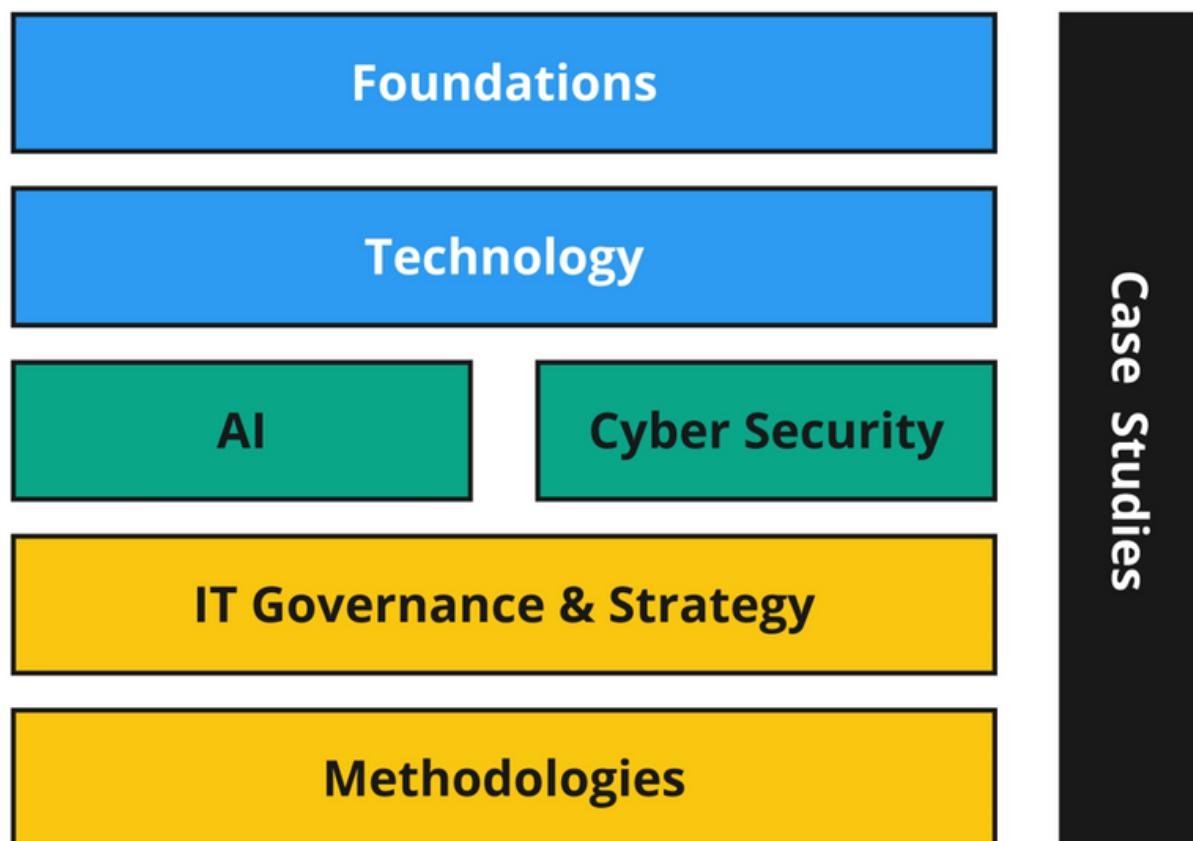 Foundations
Technology
AI
Cyber Security
IT Governance & Strategy
Methodologies
Case Studies